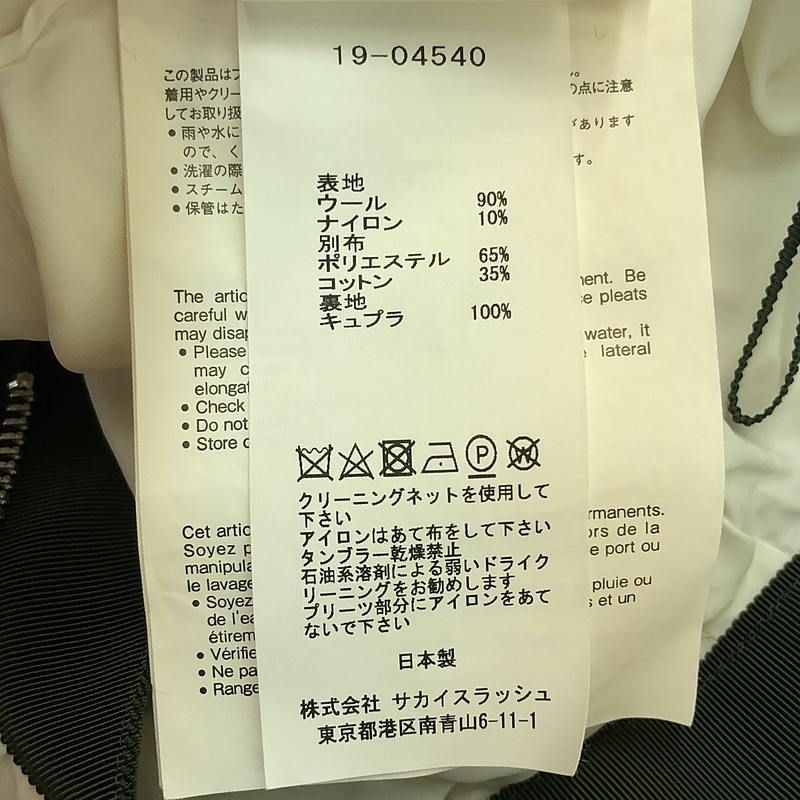 19-04540
表地
ウール 90%
ナイロン 10%
別布
ポリエステル 65%
コットン 35%
裏地
キュプラ 100%
P
W
クリーニングネットを使用して
下さい
アイロンはあて布をして下さい
タンブラー乾燥禁止
石油系溶剤による弱いドライク
リーニングをお勧めします
プリーツ部分にアイロンをあて
ないで下さい
日本製
株式会社 サカイスラッシュ
東京都港区南青山6-11-1
この製品は
着用やクリー
の点に注意
してお取り扱
があります
●雨や水に
ので、く
す。
●洗濯の際
●スチーム
●保管はた
The artic
ment. Be
careful w
pleats
may disap
●Please
water, it
may c
lateral
elongat
●Check
●Do not
●Store
Cet artic
rmanents.
Soyez p
ors de la
manipula
e port ou
le lavage
●Soyez
pluie ou
de l'ea
s et un
étirem
●Vérifie
●Ne pa
●Range